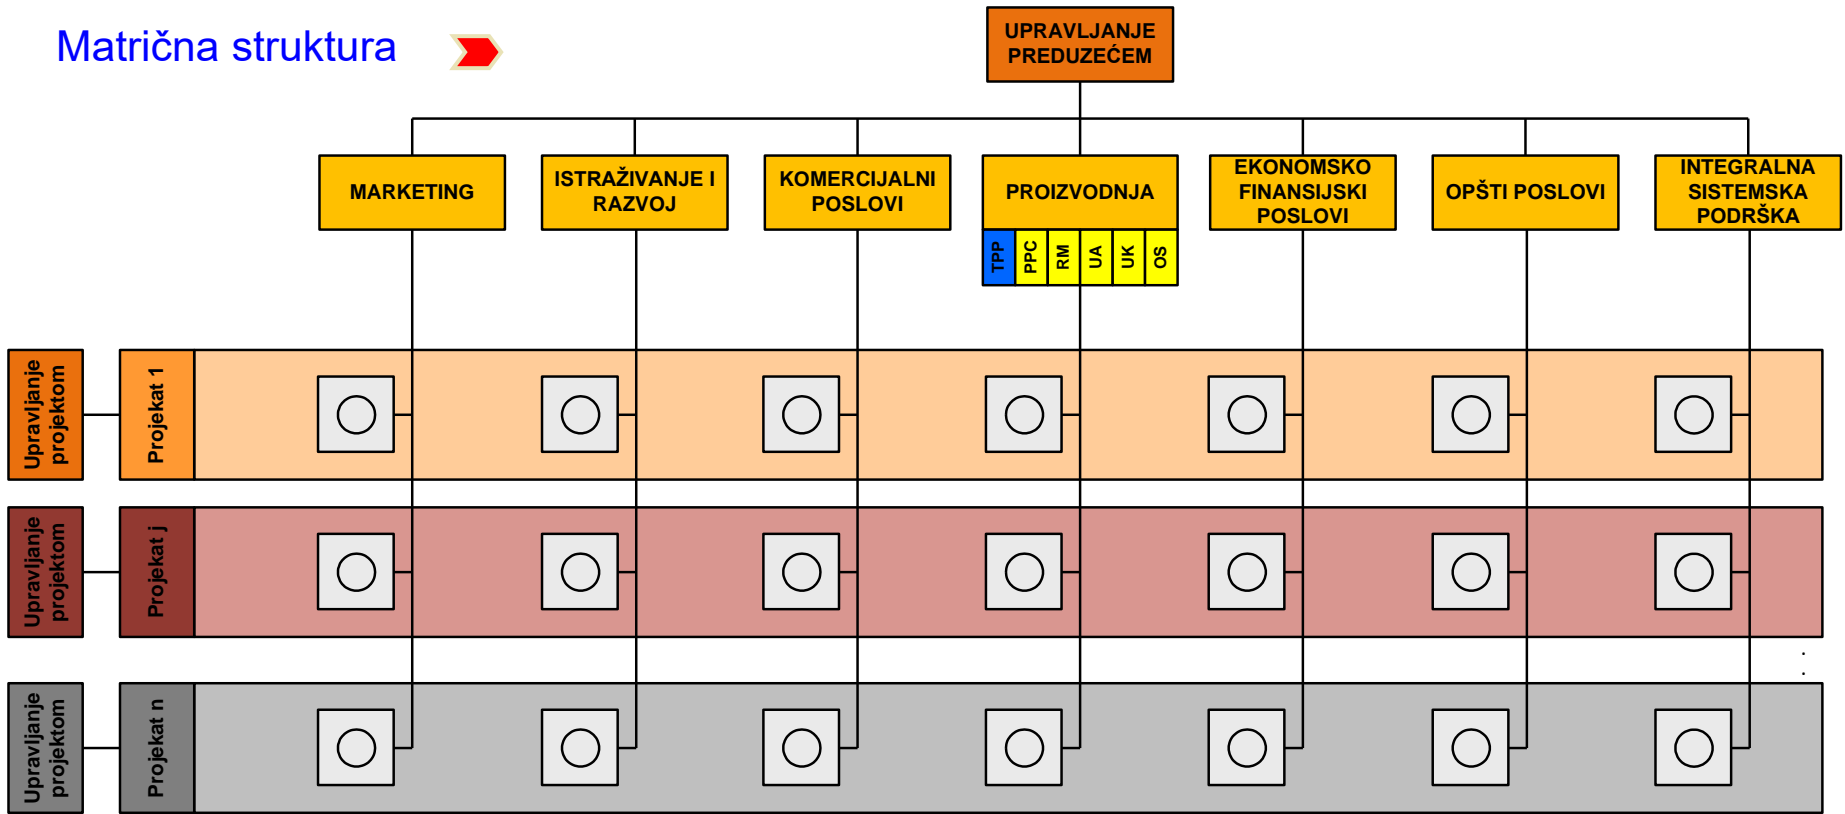 Matrična struktura
UPRAVLJANJE
PREDUZEĆEM
MARKETING
ISTRAŽIVANJE I
RAZVOJ
KOMERCIJALNI
POSLOVI
PROIZVODNJA
EKONOMSKO
FINANSIJSKI
POSLOVI
OPŠTI POSLOVI
INTEGRALNA
SISTEMSKA
PODRŠKA
TPP
PPC
RM
UA
UK
OS
Upravljanje
projektom
Projekat 1
Upravljanje
projektom
Projekat j
Upravljanje
projektom
Projekat n